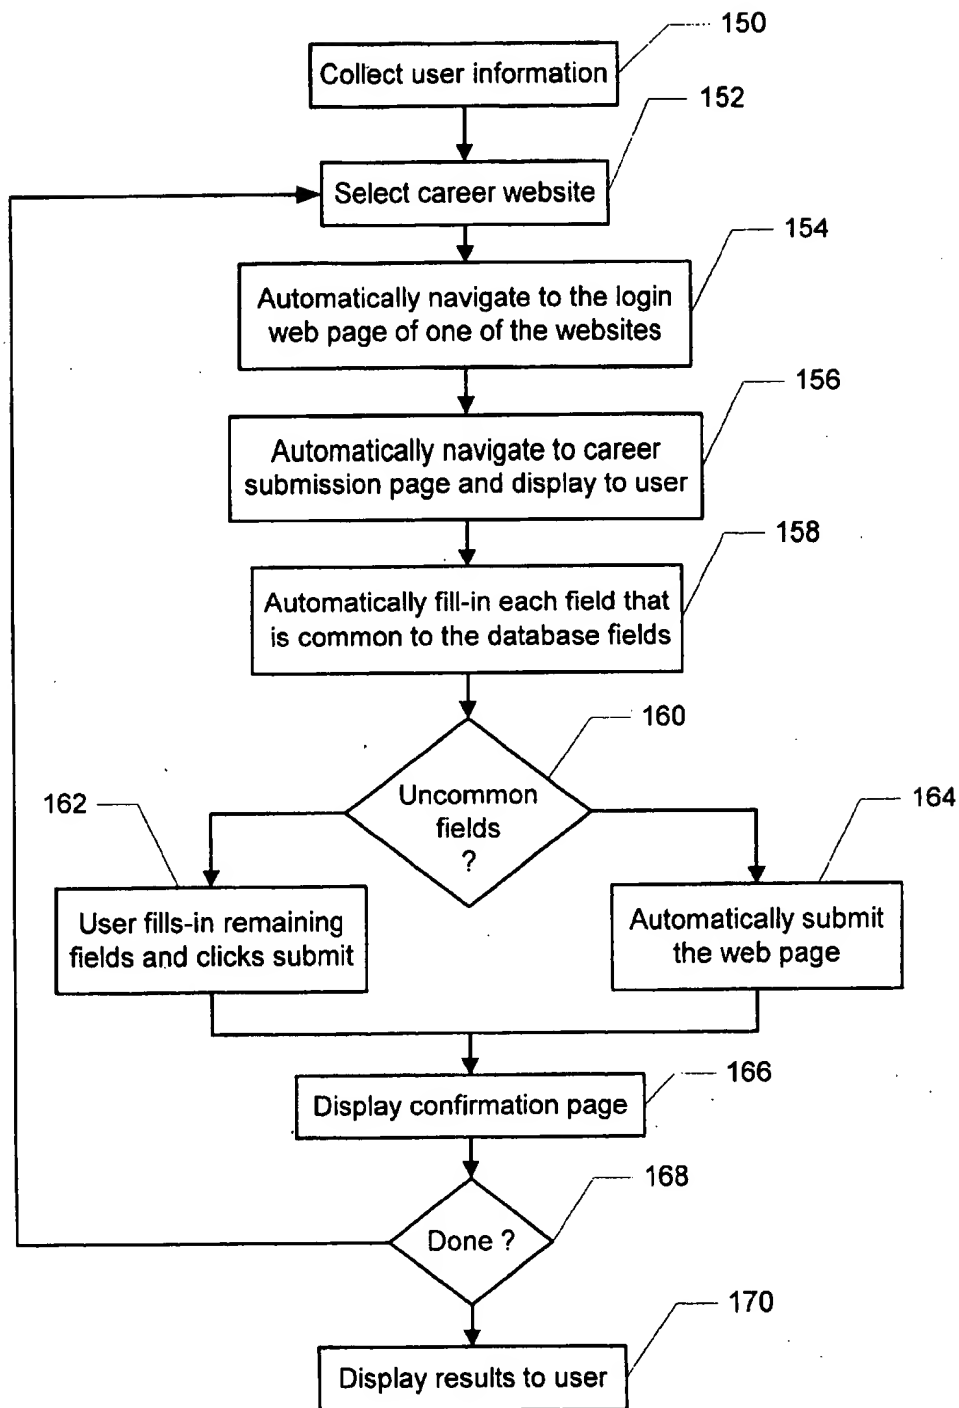 150
Collect user information
152
Select career website
154
Automatically navigate to the login
web page of one of the websites
156
Automatically navigate to career
submission page and display to user
158
Automatically fill-in each field that
is common to the database fields
160
Uncommon
fields
?
162
164
User fills-in remaining
fields and clicks submit
Automatically submit
the web page
166
Display confirmation page
168
Done ?
170
Display results to user